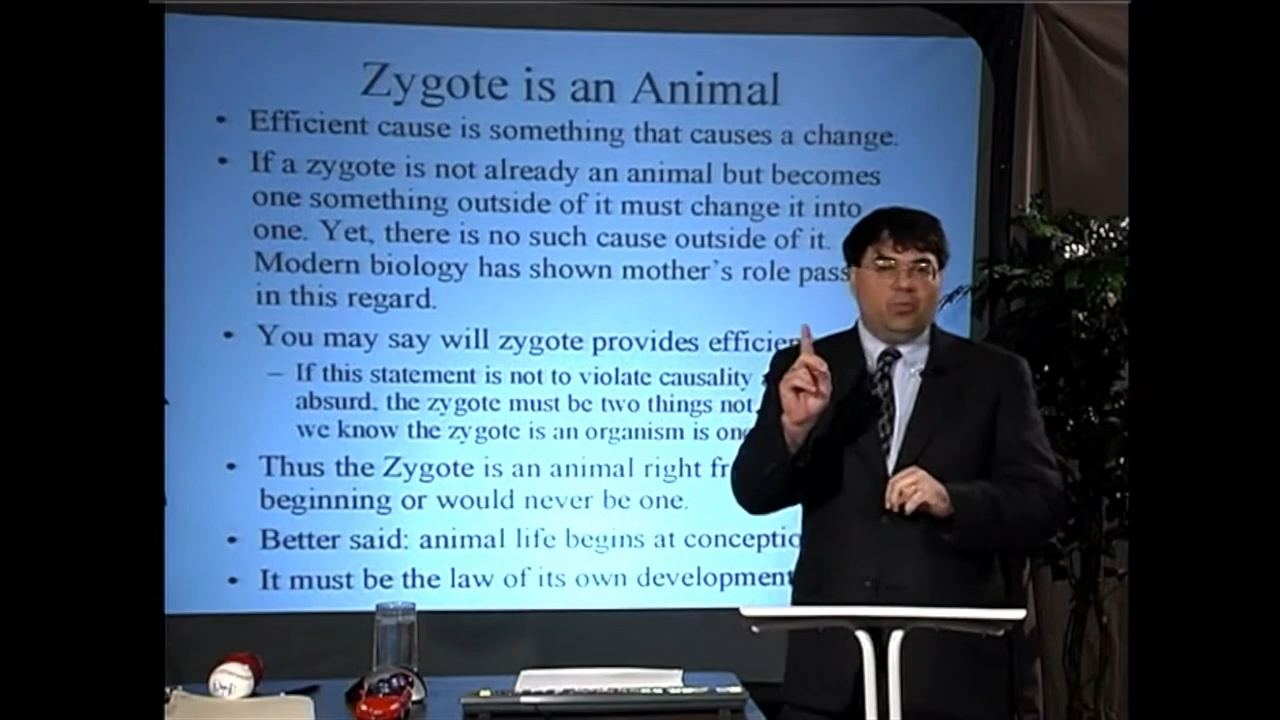 Zygote is an Animal
• Efficient cause is something that causes a change.
• If a zygote is not already an animal but becomes
one something outside of it must change it into
one. Yet, there is no such cause outside of it.
Modern biology has shown mother's role pass
in this regard.
• You may say will zygote provides efficien
– If this statement is not to violate causality
absurd, the zygote must be two things not
we know the zygote is an organism is one
• Thus the Zygote is an animal right fr
beginning or would never be one.
• Better said: animal life begins at conceptio
• It must be the law of its own development